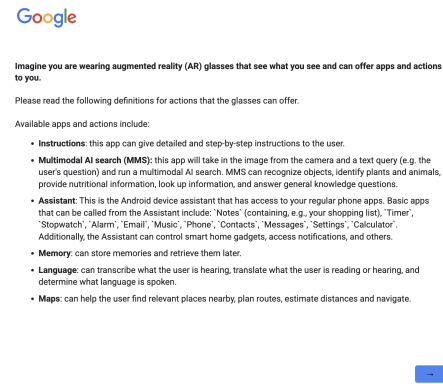 Google
Imagine you are wearing augmented reality (AR) glasses that see what you see and can offer apps and actions
to you.
Please read the following definitions for actions that the glasses can offer.
Available apps and actions include:
• Instructions: this app can give detailed and step-by-step instructions to the user.
• Multimodal AI search (MMS): this app will take in the image from the camera and a text query (e.g. the
user's question) and run a multimodal AI search. MMS can recognize objects, identify plants and animals,
provide nutritional information, look up information, and answer general knowledge questions.
• Assistant: This is the Android device assistant that has access to your regular phone apps. Basic apps
that can be called from the Assistant include: `Notes` (containing, e.g., your shopping list), `Timer`,
`Stopwatch`, `Alarm`, `Email`, `Music`, `Phone`, `Contacts`, `Messages`, `Settings`, `Calculator`.
Additionally, the Assistant can control smart home gadgets, access notifications, and others.
• Memory: can store memories and retrieve them later.
• Language: can transcribe what the user is hearing, translate what the user is reading or hearing, and
determine what language is spoken.
• Maps: can help the user find relevant places nearby, plan routes, estimate distances and navigate.
→